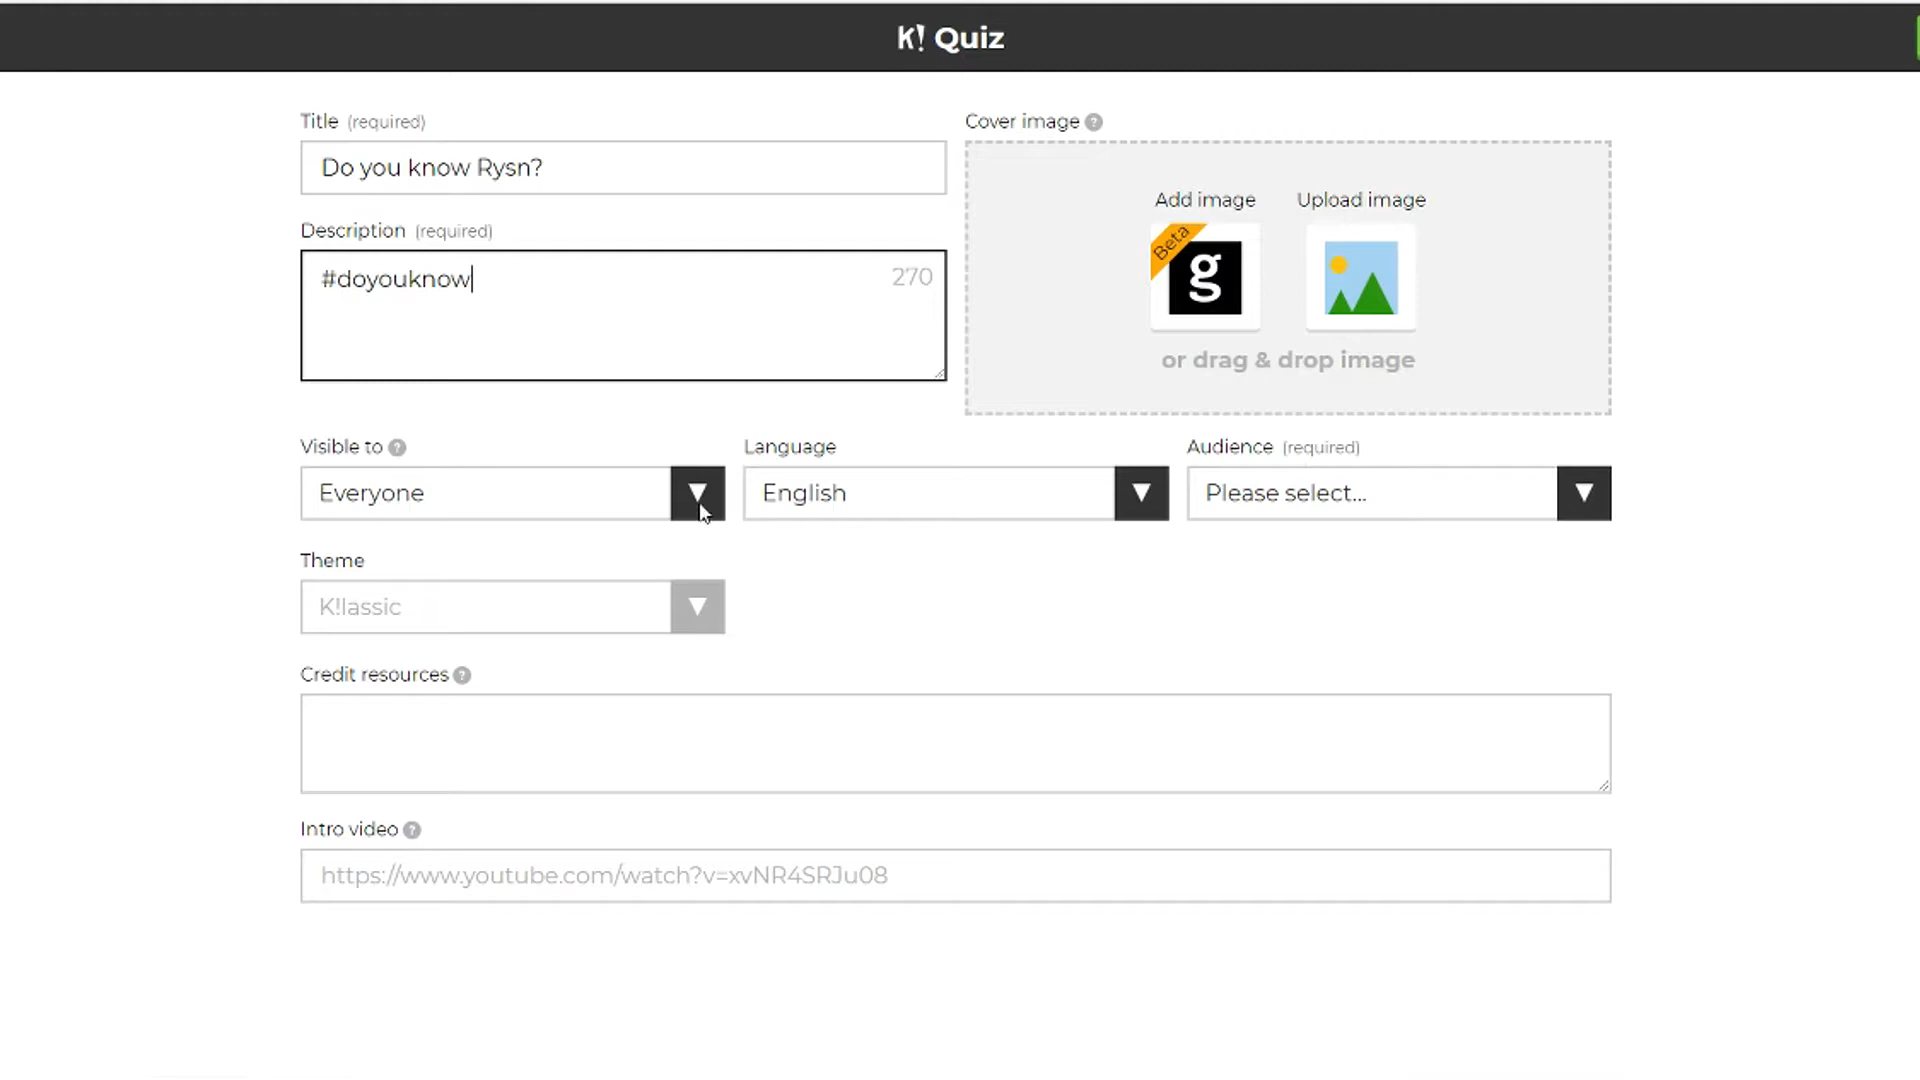 K! Quiz
Title (required)
Do you know Rysn?
Description (required)
#doyouknow
270
Cover image ?
Add image
Upload image
Beta
g
or drag & drop image
Visible to ?
Everyone
Language
English
Audience (required)
Please select...
Theme
K!lassic
Credit resources ?
Intro video ?
https://www.youtube.com/watch?v=xvNR4SRJu08